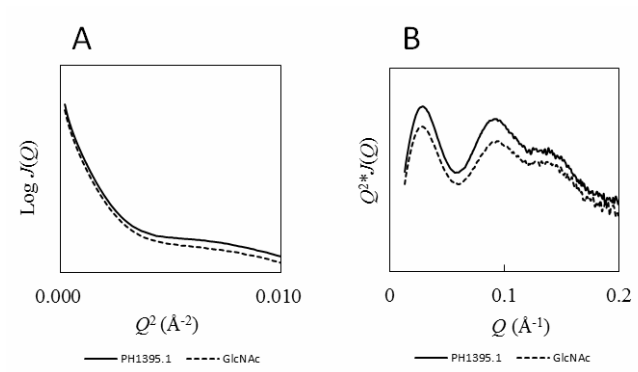 A
B
Log J(Q)
Q²*J(Q)
0.000
0.010
0
0.1
0.2
Q² (Å⁻²)
Q (Å⁻¹)
PH1395.1
GlcNAc
PH1395.1
GlcNAc